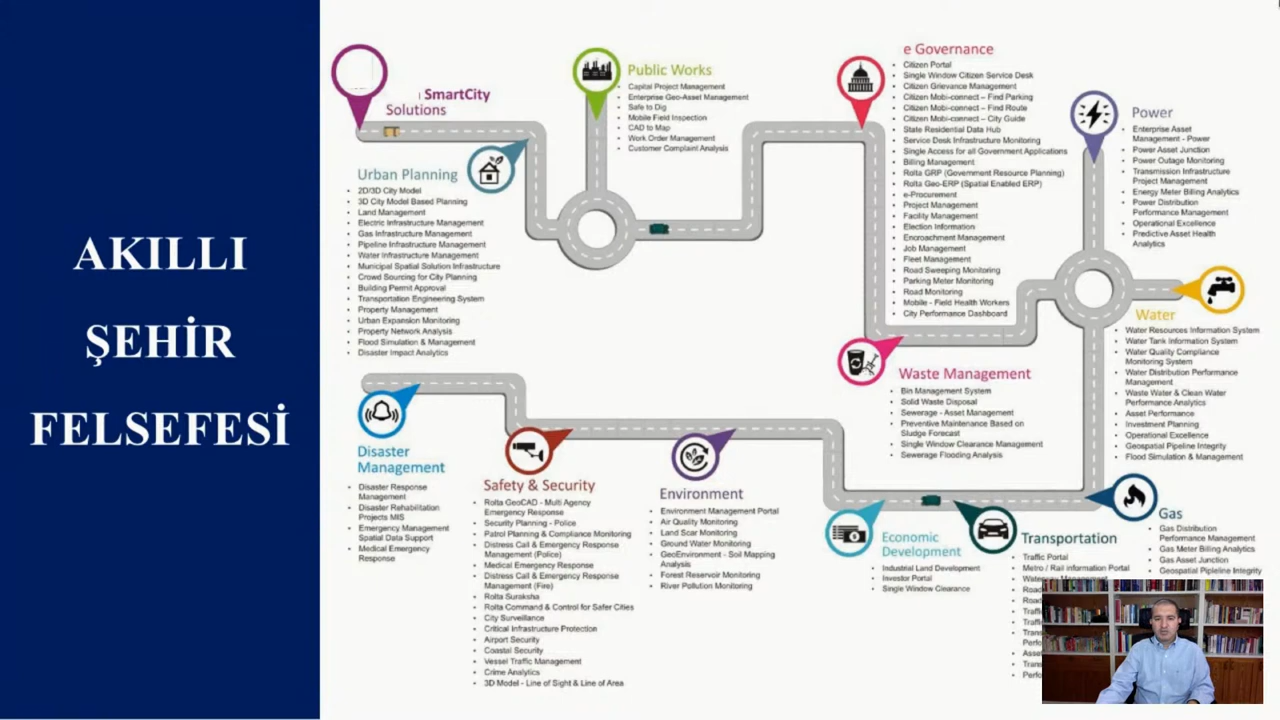 AKILLI
ŞEHİR
FELSEFESİ
SmartCity
Solutions
Urban Planning
• 2D/3D City Model
• 3D City Model Based Planning
• Land Management
• Electric Infrastructure Management
• Gas Infrastructure Management
• Pipeline Infrastructure Management
• Water Infrastructure Management
• Municipal Spatial Solution Infrastructure
• Crowd Sourcing for City Planning
• Building Permit Approval
• Transportation Engineering System
• Property Management
• Urban Expansion Monitoring
• Property Network Analysis
• Flood Simulation & Management
• Disaster Impact Analytics
Public Works
• Capital Project Management
• Enterprise Geo-Asset Management
• Safe to Dig
• Mobile Field Inspection
• CAD to Map
• Work Order Management
• Customer Complaint Analysis
e Governance
• Citizen Portal
• Single Window Citizen Service Desk
• Citizen Grievance Management
• Citizen Mobi-connect – Find Parking
• Citizen Mobi-connect – Find Route
• Citizen Mobi-connect – City Guide
• State Residential Data Hub
• Service Desk Infrastructure Monitoring
• Single Access for all Government Applications
• Billing Management
• Rolta GRP (Government Resource Planning)
• Rolta Geo-ERP (Spatial Enabled ERP)
• e-Procurement
• Project Management
• Facility Management
• Election Information
• Encroachment Management
• Job Management
• Fleet Management
• Road Sweeping Monitoring
• Parking Meter Monitoring
• Road Monitoring
• Mobile - Field Health Workers
• City Performance Dashboard
Power
• Enterprise Asset
Management - Power
• Power Asset Junction
• Power Outage Monitoring
• Transmission Infrastructure
Project Management
• Energy Meter Billing Analytics
• Power Distribution
Performance Management
• Operational Excellence
• Predictive Asset Health
Analytics
Water
• Water Resources Information System
• Water Tank Information System
• Water Quality Compliance
Monitoring System
• Water Distribution Performance
Management
• Waste Water & Clean Water
Performance Analytics
• Asset Performance
• Investment Planning
• Operational Excellence
• Geospatial Pipeline Integrity
• Flood Simulation & Management
Waste Management
• Bin Management System
• Solid Waste Disposal
• Sewerage - Asset Management
• Preventive Maintenance Based on
Sludge Forecast
• Single Window Clearance Management
• Sewerage Flooding Analysis
Disaster
Management
• Disaster Response
Management
• Disaster Rehabilitation
Projects MIS
• Emergency Management
Spatial Data Support
• Medical Emergency
Response
Safety & Security
• Rolta GeoCAD - Multi Agency
Emergency Response
• Security Planning - Police
• Patrol Planning & Compliance Monitoring
• Distress Call & Emergency Response
Management (Police)
• Medical Emergency Response
• Distress Call & Emergency Response
Management (Fire)
• Rolta Suraksha
• Rolta Command & Control for Safer Cities
• City Surveillance
• Critical Infrastructure Protection
• Airport Security
• Coastal Security
• Vessel Traffic Management
• Crime Analytics
• 3D Model - Line of Sight & Line of Area
Environment
• Environment Management Portal
• Air Quality Monitoring
• Land Scar Monitoring
• Ground Water Monitoring
• GeoEnvironment - Soil Mapping
Analysis
• Forest Reservoir Monitoring
• River Pollution Monitoring
Economic
Development
• Industrial Land Development
• Investor Portal
• Single Window Clearance
Transportation
• Traffic Portal
• Metro / Rail Information Portal
Gas
• Gas Distribution
Performance Management
• Gas Meter Billing Analytics
• Gas Asset Junction
• Geospatial Pipleline Integrity